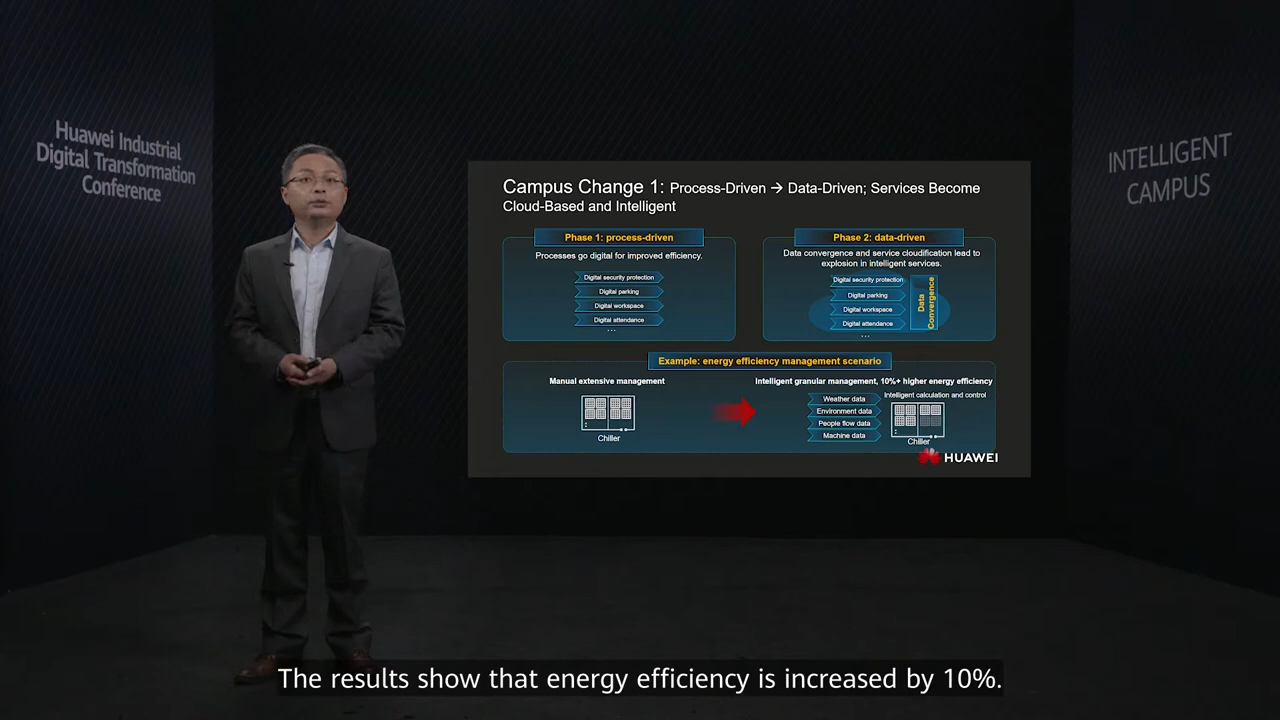 Huawei Industrial
Digital Transformation
Conference
INTELLIGENT
CAMPUS
Campus Change 1: Process-Driven → Data-Driven; Services Become
Cloud-Based and Intelligent
Phase 1: process-driven
Processes go digital for improved efficiency.
Digital security protection
Digital parking
Digital workspace
Digital attendance
...
Phase 2: data-driven
Data convergence and service cloudification lead to
explosion in intelligent services.
Digital security protection
Digital parking
Digital workspace
Digital attendance
...
Data
Convergence
Example: energy efficiency management scenario
Manual extensive management
Chiller
Intelligent granular management, 10%+ higher energy efficiency
Weather data
Environment data
People flow data
Machine data
Intelligent calculation and control
Chiller
HUAWEI
The results show that energy efficiency is increased by 10%.